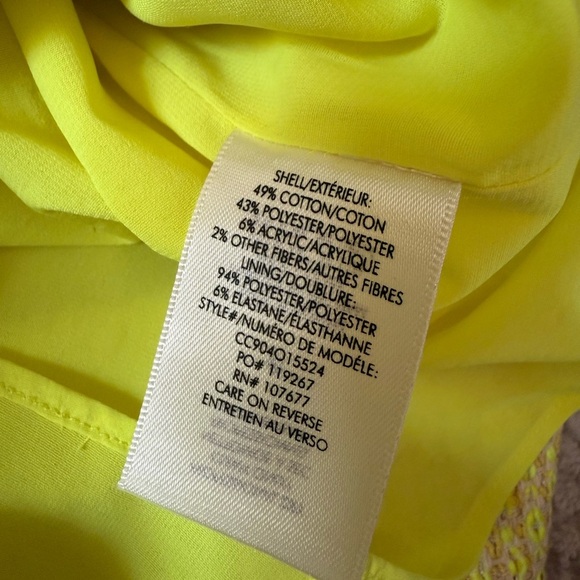 SHELL/EXTÉRIEUR:
49% COTTON/COTON
43% POLYESTER/POLYESTER
6% ACRYLIC/ACRYLIQUE
2% OTHER FIBERS/AUTRES FIBRES
LINING/DOUBLURE:
94% POLYESTER/POLYESTER
6% ELASTANE/ÉLASTHANNE
STYLE#/NUMÉRO DE MODÈLE:
CC904O15524
PO# 119267
RN# 107677
CARE ON REVERSE
ENTRETIEN AU VERSO